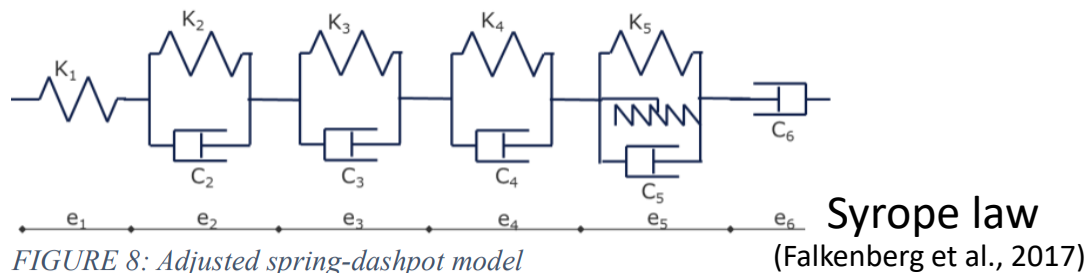 K₁ K₂ K₃ K₄ K₅
C₂ C₃ C₄ C₅ C₆
e₁ e₂ e₃ e₄ e₅ e₆
Syrope law
(Falkenberg et al., 2017)
FIGURE 8: Adjusted spring-dashpot model